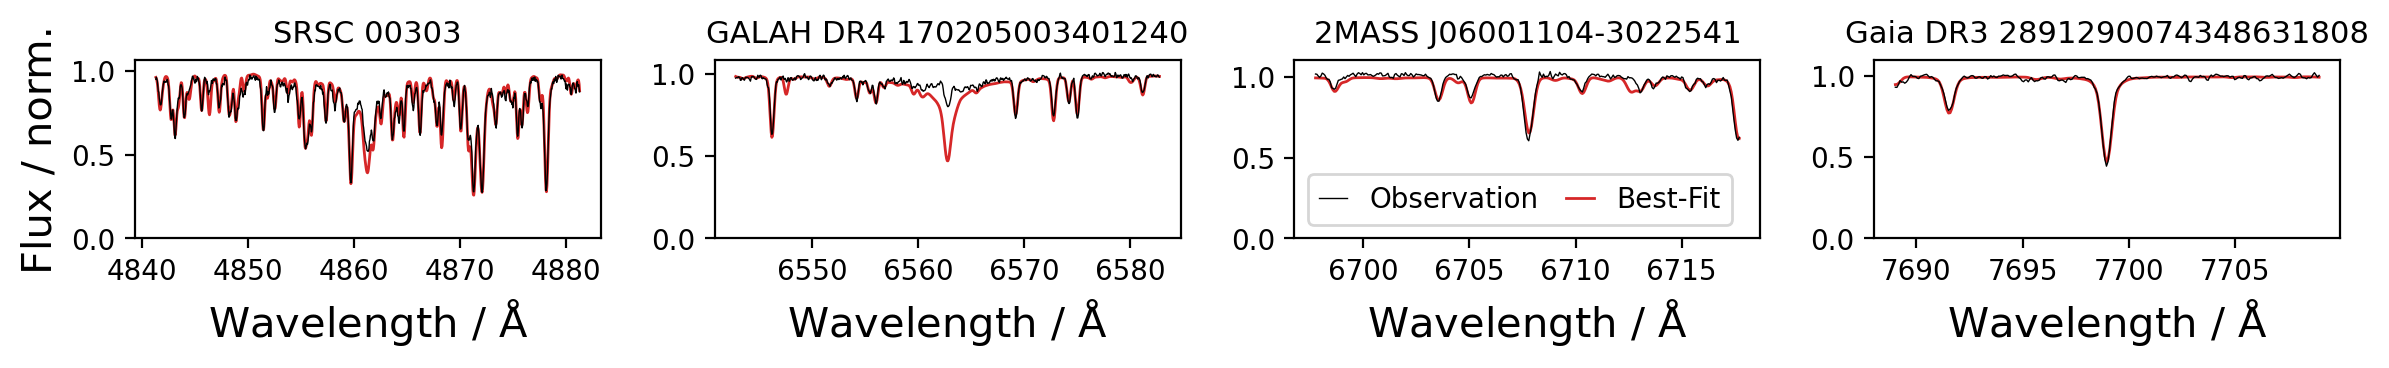 SRSC 00303
GALAH DR4 170205003401240
2MASS J06001104-3022541
Gaia DR3 2891290074348631808
Flux / norm.
1.0
0.5
0.0
4840 4850 4860 4870 4880
Wavelength / Å
1.0
0.5
0.0
6550 6560 6570 6580
Wavelength / Å
1.0
0.5
0.0
Observation Best-Fit
6700 6705 6710 6715
Wavelength / Å
1.0
0.5
0.0
7690 7695 7700 7705
Wavelength / Å